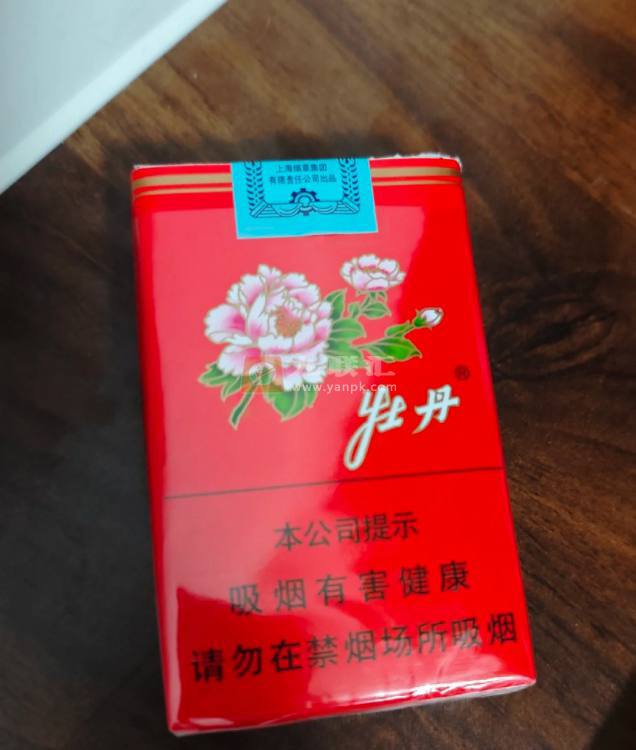 上海烟草集团
有限责任公司出品
联汇
www.yanpk.com
牡丹®
本公司提示
吸烟有害健康
请勿在禁烟场所吸烟